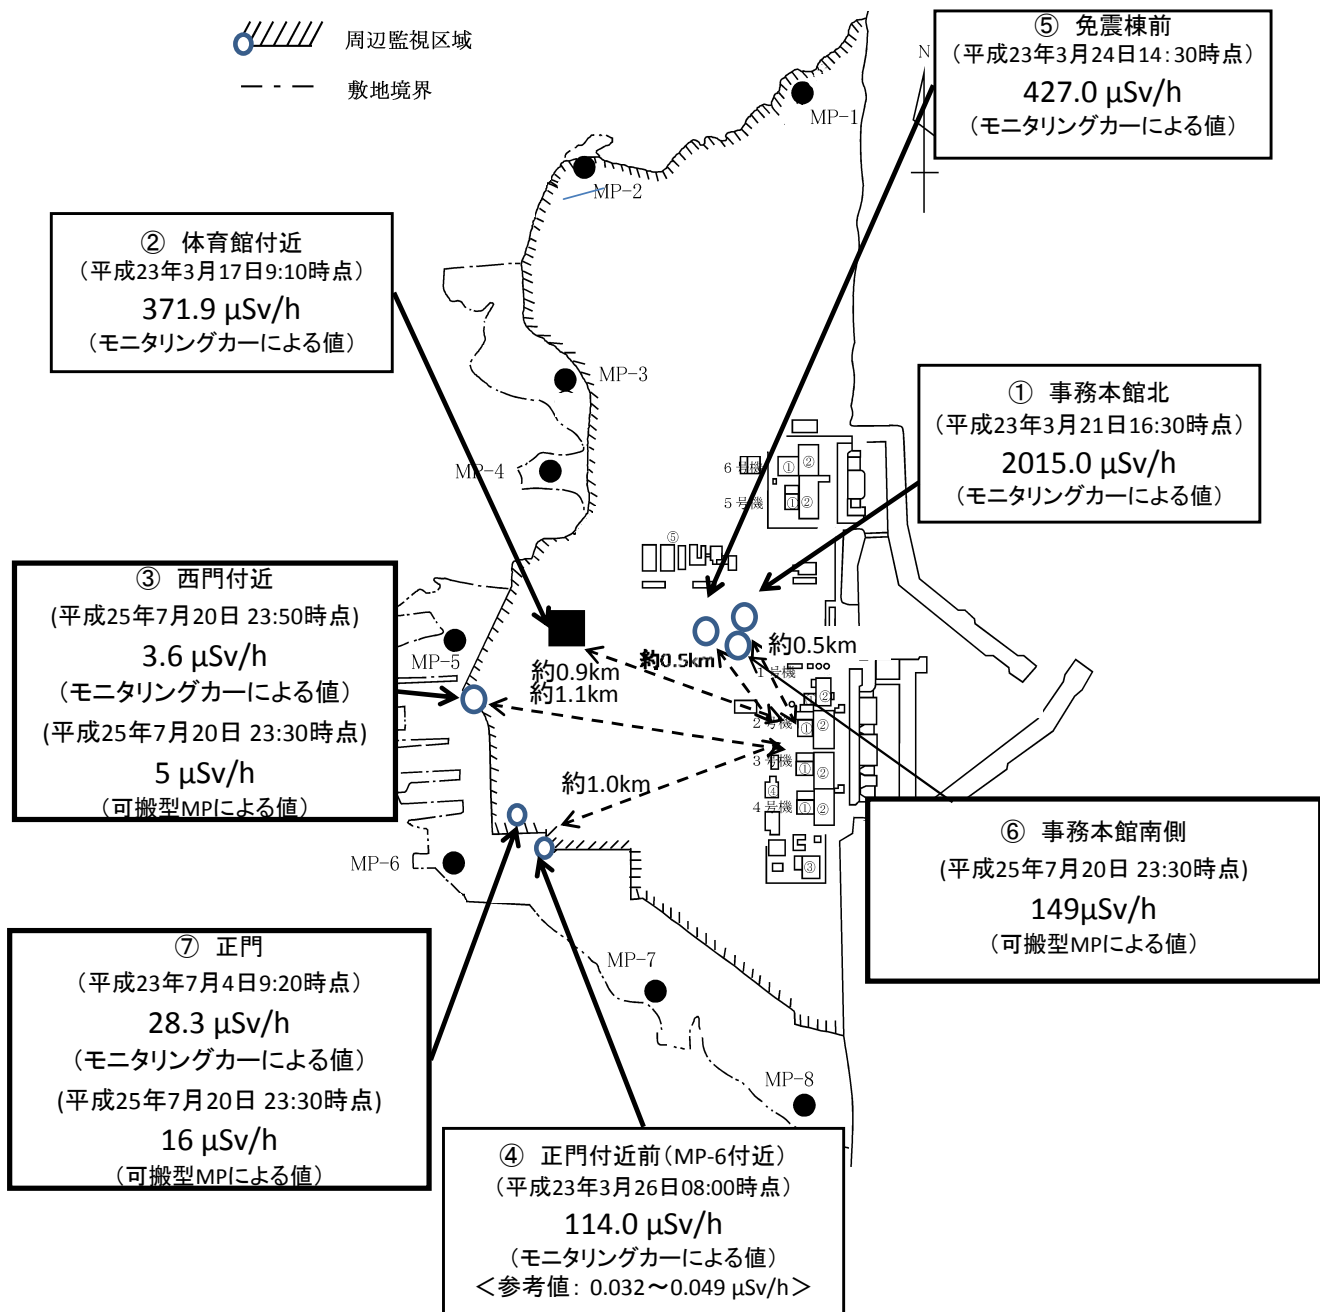 周辺監視区域
敷地境界
⑤ 免震棟前
(平成23年3月24日14:30時点)
427.0 μSv/h
(モニタリングカーによる値)
N
MP-1
MP-2
② 体育館付近
(平成23年3月17日9:10時点)
371.9 μSv/h
(モニタリングカーによる値)
MP-3
① 事務本館北
(平成23年3月21日16:30時点)
2015.0 μSv/h
(モニタリングカーによる値)
MP-4
6号機
①
②
5号機
①
②
⑤
③ 西門付近
(平成25年7月20日 23:50時点)
3.6 μSv/h
(モニタリングカーによる値)
(平成25年7月20日 23:30時点)
5 μSv/h
(可搬型MPによる値)
MP-5
約0.9km
約1.1km
約0.5km
約0.5km
1号機
②
2号機
①
②
3号機
①
②
約1.0km
④
4号機
①
②
③
⑥ 事務本館南側
(平成25年7月20日 23:30時点)
149μSv/h
(可搬型MPによる値)
MP-6
⑦ 正門
(平成23年7月4日9:20時点)
28.3 μSv/h
(モニタリングカーによる値)
(平成25年7月20日 23:30時点)
16 μSv/h
(可搬型MPによる値)
MP-7
MP-8
④ 正門付近前(MP-6付近)
(平成23年3月26日08:00時点)
114.0 μSv/h
(モニタリングカーによる値)
<参考値: 0.032~0.049 μSv/h>